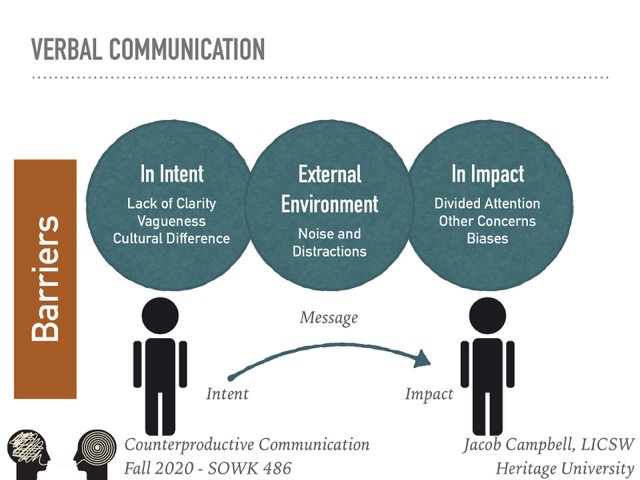 VERBAL COMMUNICATION
Barriers
In Intent
Lack of Clarity
Vagueness
Cultural Difference
External
Environment
Noise and
Distractions
In Impact
Divided Attention
Other Concerns
Biases
Message
Intent
Impact
Counterproductive Communication
Fall 2020 - SOWK 486
Jacob Campbell, LICSW
Heritage University